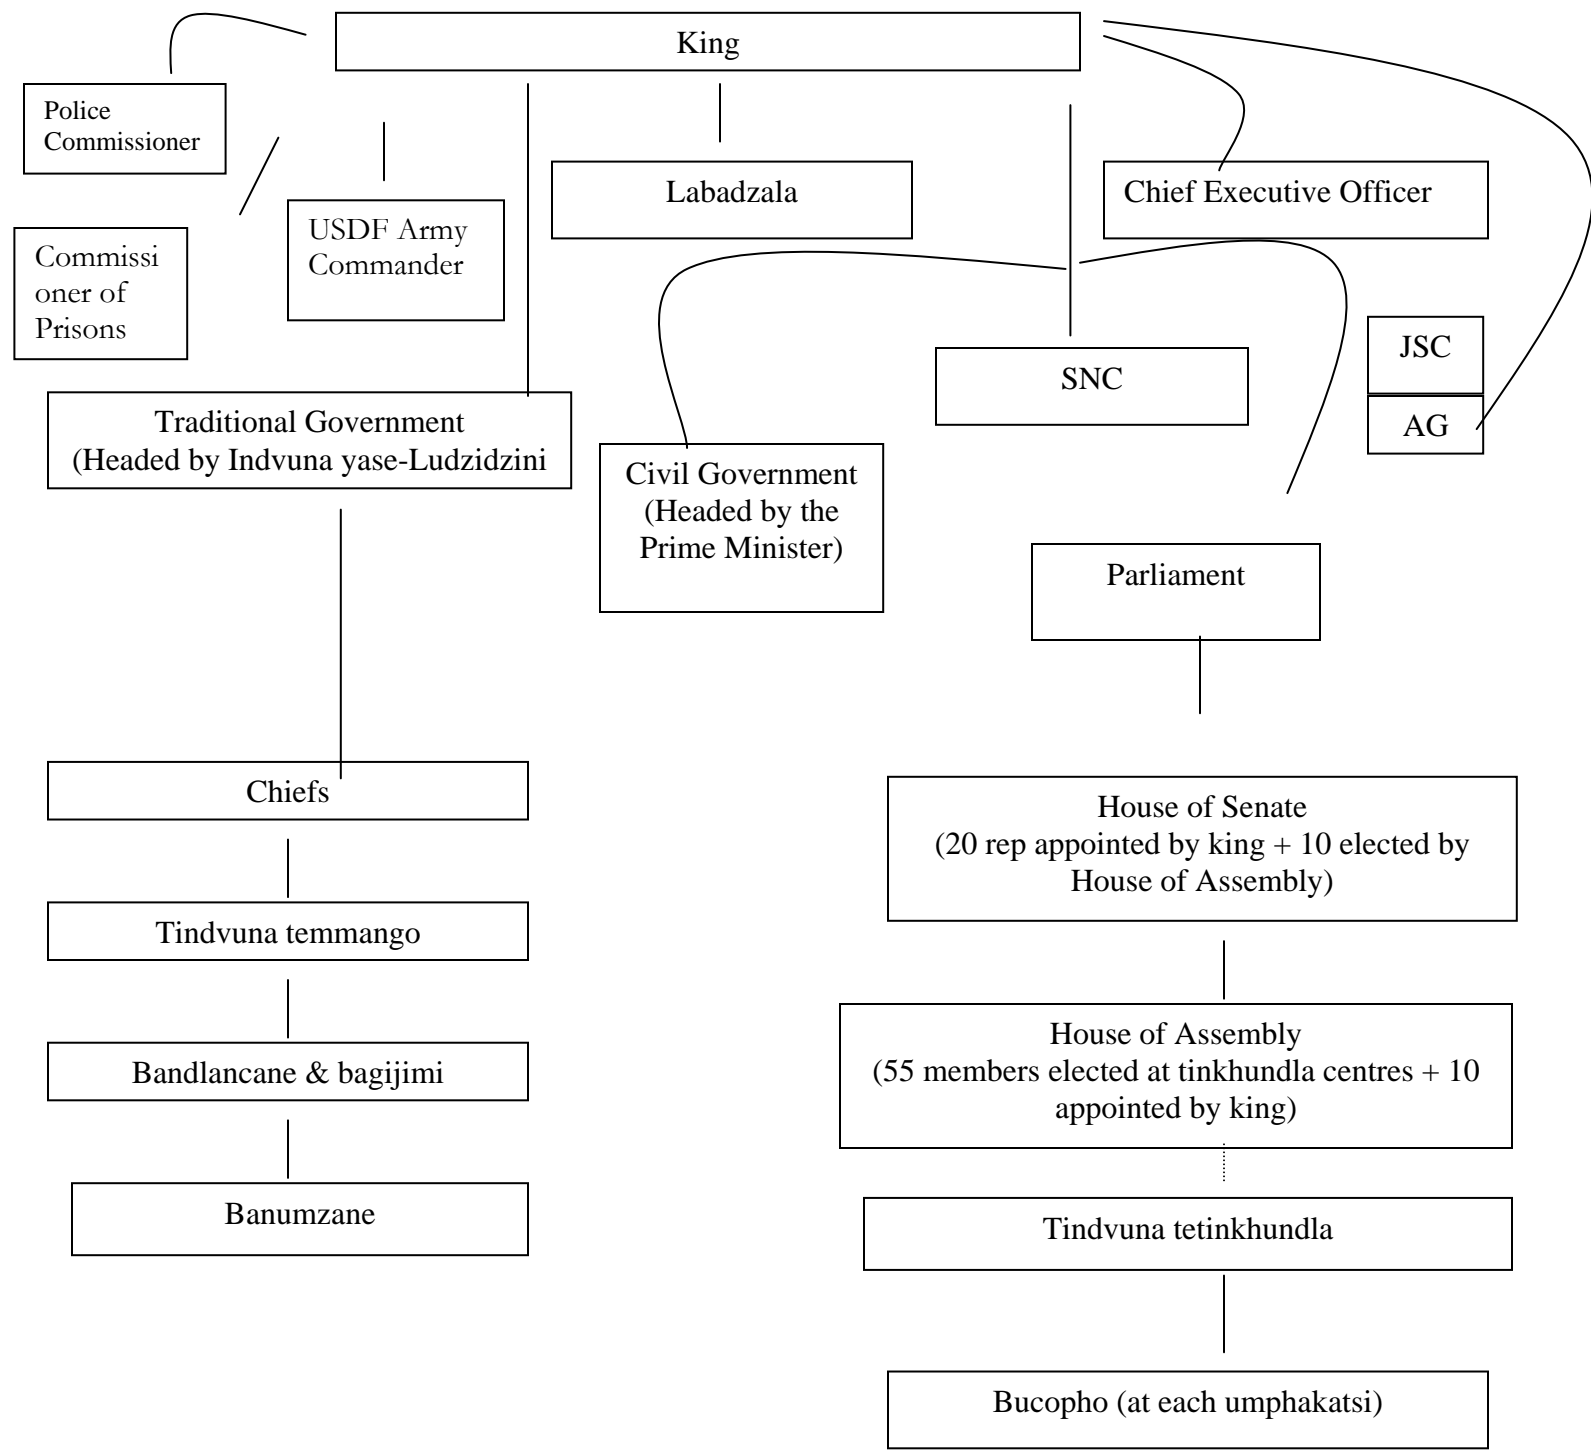 King
Police
Commissioner
Labadzala
Chief Executive Officer
USDF Army
Commander
Commissi
oner of
Prisons
JSC
SNC
AG
Traditional Government
(Headed by Indvuna yase-Ludzidzini
Civil Government
(Headed by the
Prime Minister)
Parliament
Chiefs
House of Senate
(20 rep appointed by king + 10 elected by
House of Assembly)
Tindvuna temmango
House of Assembly
(55 members elected at tinkhundla centres + 10
appointed by king)
Bandlancane & bagijimi
Banumzane
Tindvuna tetinkhundla
Bucopho (at each umphakatsi)